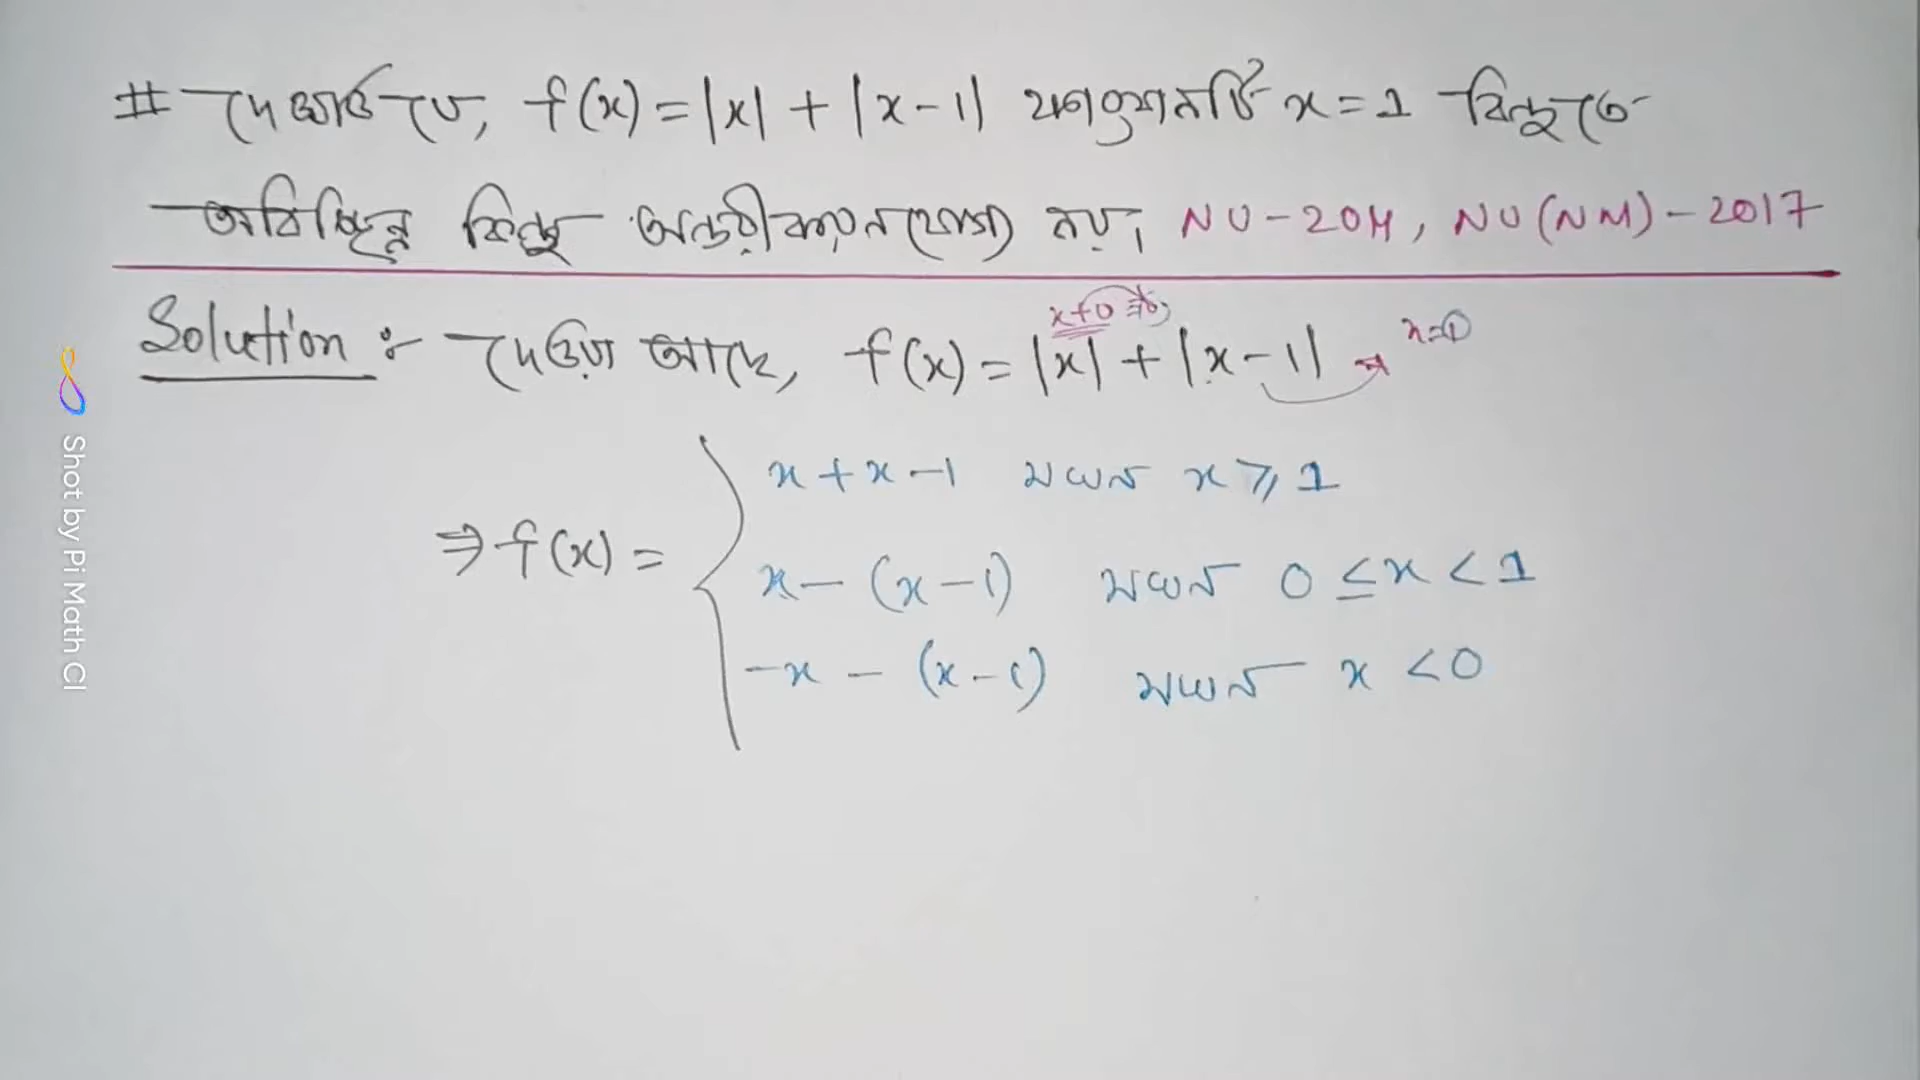 # দেখাও যে, f(x) = |x| + |x - 1| ফাংশনটি x = 1 বিন্দুতে
অবিচ্ছিন্ন কিন্তু অন্তরীকরণযোগ্য নয়। NU - 2014, NU(NM) - 2017
x+0 =0
Solution : দেওয়া আছে, f(x) = |x| + |x - 1| → x=1
x + x - 1 যখন x ⩾ 1
⇒ f(x) = { x - (x - 1) যখন 0 ≤ x < 1
-x - (x - 1) যখন x < 0
Shot by Pi Math Cl